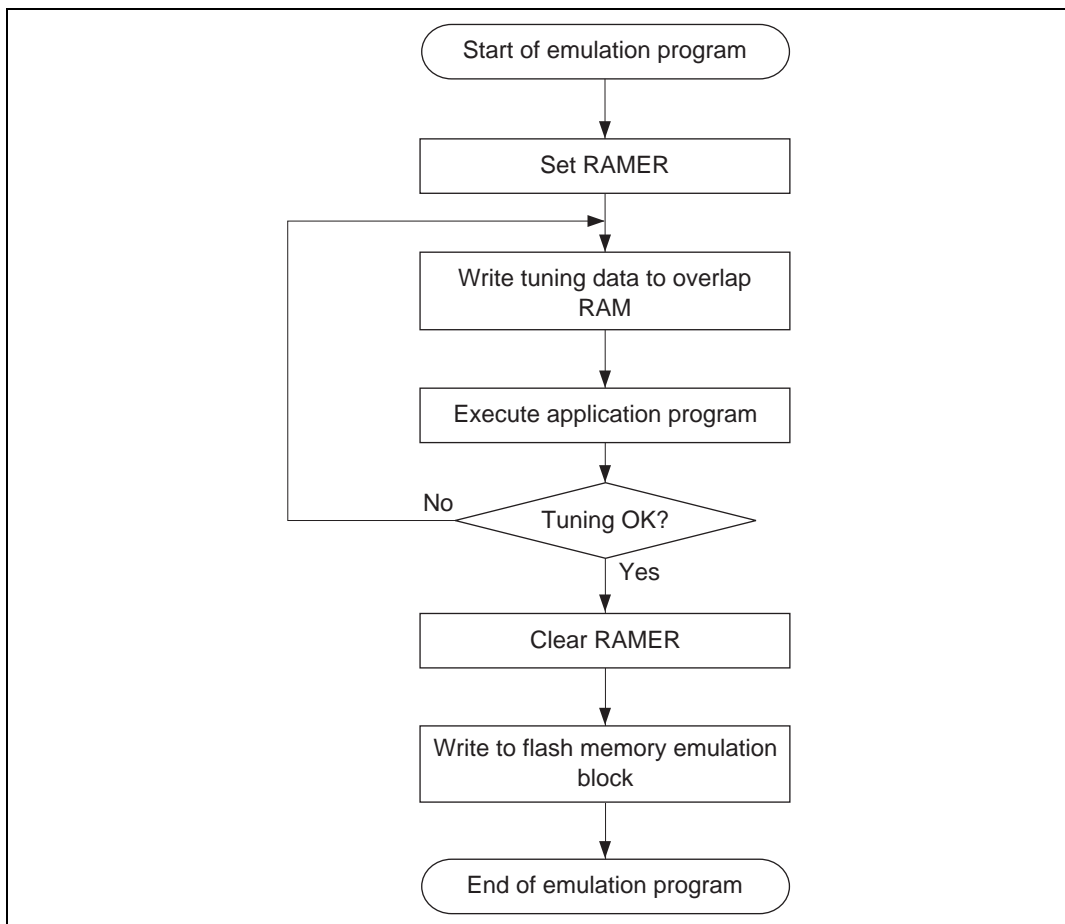 Start of emulation program
Set RAMER
Write tuning data to overlap
RAM
Execute application program
No
Tuning OK?
Yes
Clear RAMER
Write to flash memory emulation
block
End of emulation program